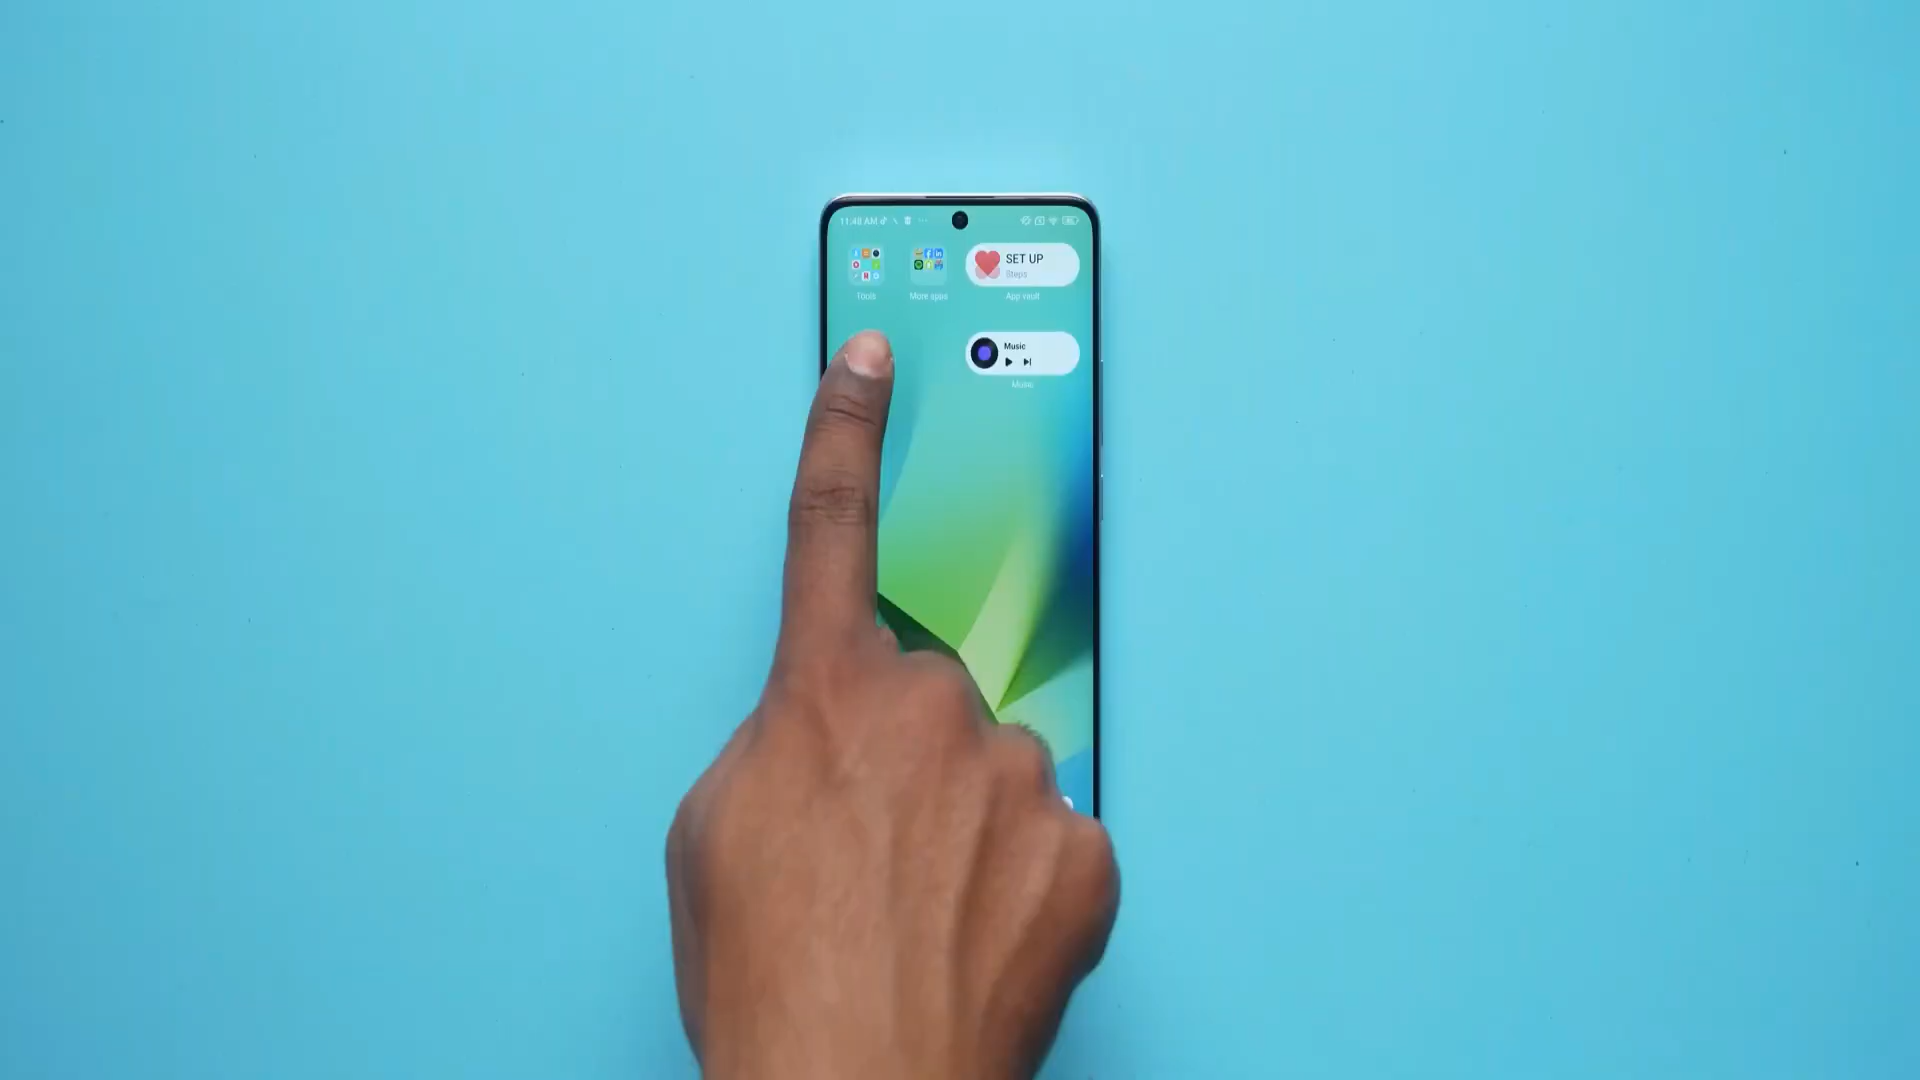 11:48 AM
SET UP
Steps
Tools
More apps
App vault
Music
Music